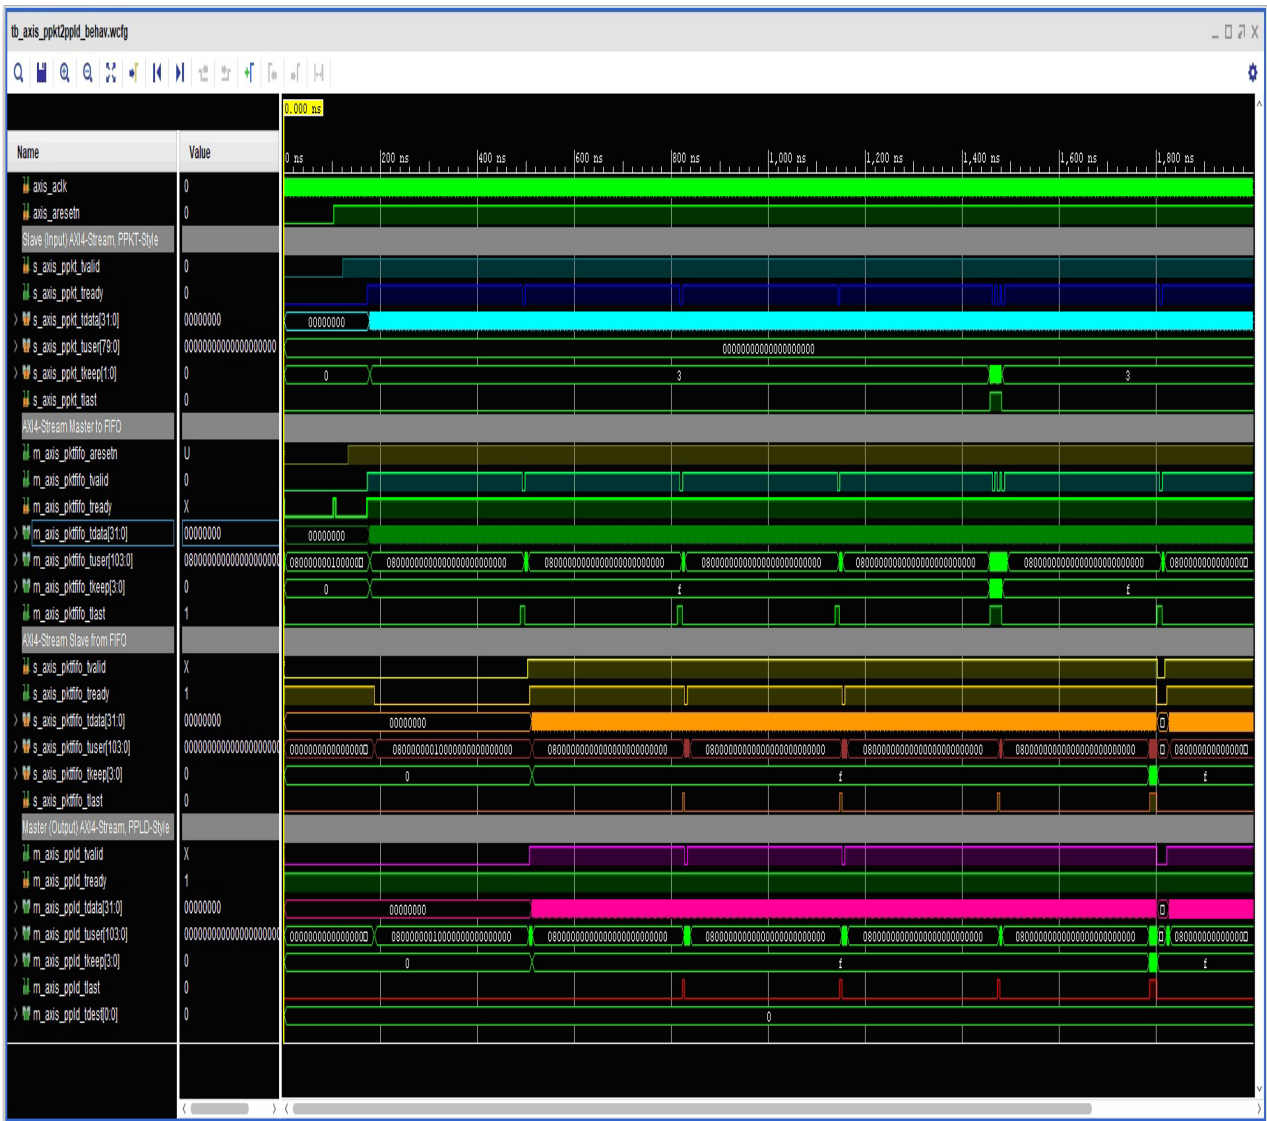 tb_axis_ppkt2ppld_behav.wcfg
0.000 ns
Name Value
0 ns 200 ns 400 ns 600 ns 800 ns 1,000 ns 1,200 ns 1,400 ns 1,600 ns 1,800 ns
axis_aclk 0
axis_aresetn 0
Slave (Input) AXI4-Stream, PPKT-Style
s_axis_ppkt_tvalid 0
s_axis_ppkt_tready 0
s_axis_ppkt_tdata[31:0] 00000000 00000000
s_axis_ppkt_tuser[79:0] 00000000000000000000 00000000000000000000
s_axis_ppkt_tkeep[1:0] 0 0 3 3
s_axis_ppkt_tlast 0
AXI4-Stream Master to FIFO
m_axis_pktfifo_aresetn U
m_axis_pktfifo_tvalid 0
m_axis_pktfifo_tready X
m_axis_pktfifo_tdata[31:0] 00000000 00000000
m_axis_pktfifo_tuser[103:0]
m_axis_pktfifo_tkeep[3:0] 0 0 f f
m_axis_pktfifo_tlast 1
AXI4-Stream Slave from FIFO
s_axis_pktfifo_tvalid X
s_axis_pktfifo_tready 1
s_axis_pktfifo_tdata[31:0] 00000000 00000000
s_axis_pktfifo_tuser[103:0]
s_axis_pktfifo_tkeep[3:0] 0 0 f f
s_axis_pktfifo_tlast 0
Master (Output) AXI4-Stream, PPLD-Style
m_axis_ppld_tvalid X
m_axis_ppld_tready 1
m_axis_ppld_tdata[31:0] 00000000 00000000
m_axis_ppld_tuser[103:0]
m_axis_ppld_tkeep[3:0] 0 0 f f
m_axis_ppld_tlast 0
m_axis_ppld_tdest[0:0] 0 0